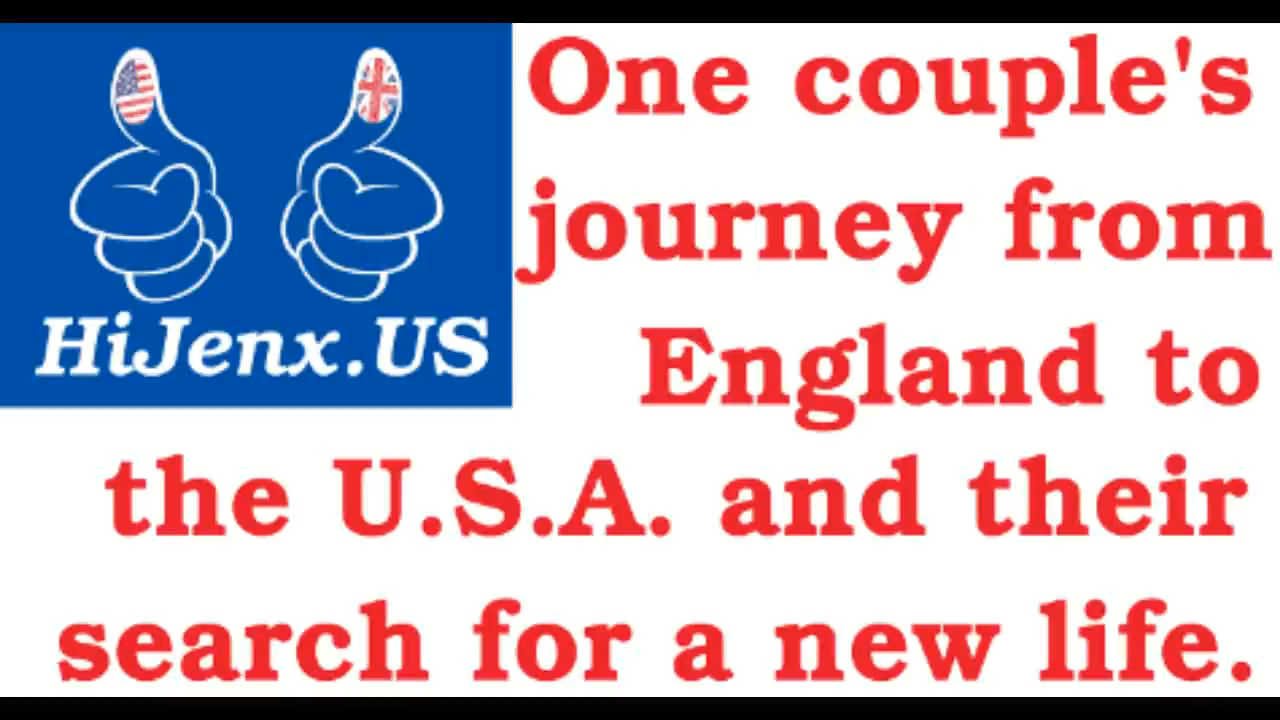 One couple's
journey from
HiJenx.US
England to
the U.S.A. and their
search for a new life.